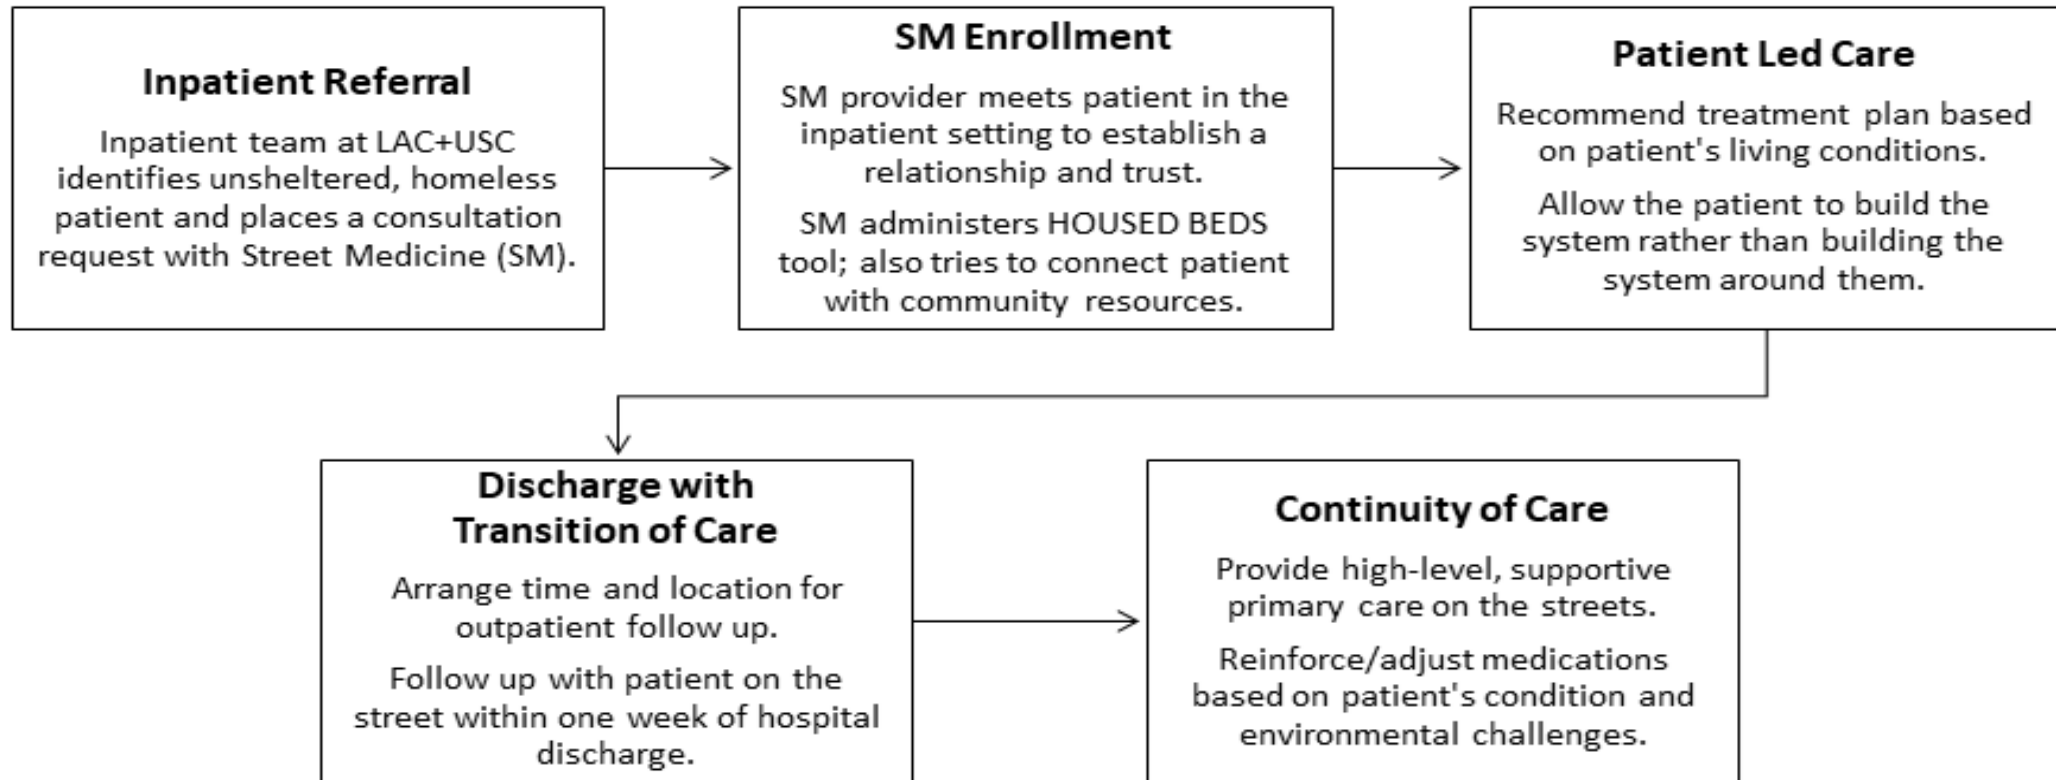 Inpatient Referral
Inpatient team at LAC+USC
identifies unsheltered, homeless
patient and places a consultation
request with Street Medicine (SM).
SM Enrollment
SM provider meets patient in the
inpatient setting to establish a
relationship and trust.
SM administers HOUSED BEDS
tool; also tries to connect patient
with community resources.
Patient Led Care
Recommend treatment plan based
on patient's living conditions.
Allow the patient to build the
system rather than building the
system around them.
Discharge with
Transition of Care
Arrange time and location for
outpatient follow up.
Follow up with patient on the
street within one week of hospital
discharge.
Continuity of Care
Provide high-level, supportive
primary care on the streets.
Reinforce/adjust medications
based on patient's condition and
environmental challenges.